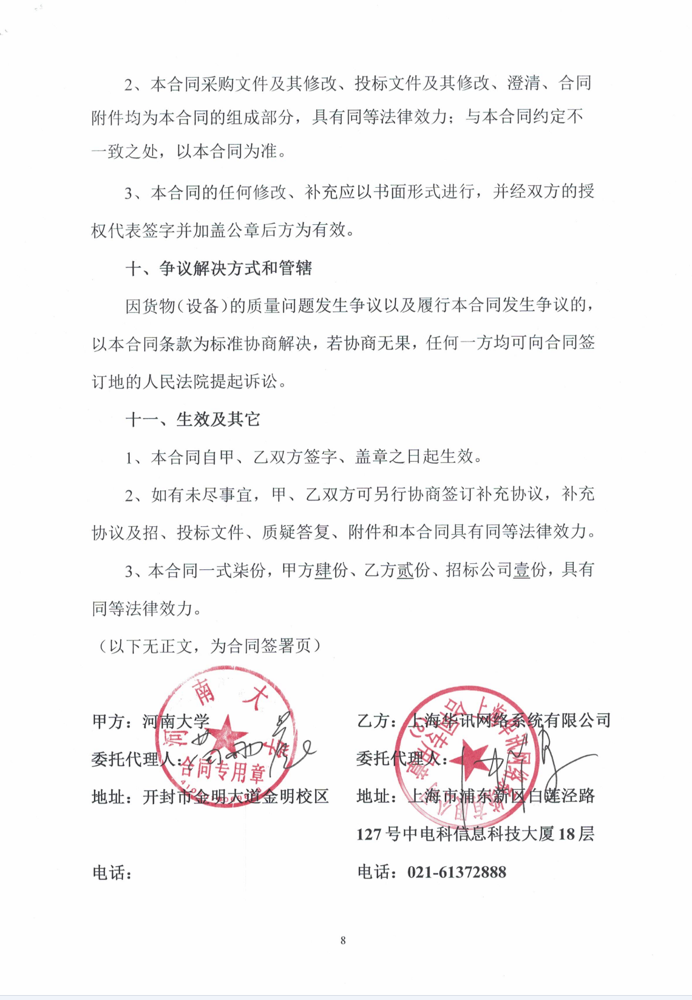 2、本合同采购文件及其修改、投标文件及其修改、澄清、合同
附件均为本合同的组成部分，具有同等法律效力；与本合同约定不
一致之处，以本合同为准。
3、本合同的任何修改、补充应以书面形式进行，并经双方的授
权代表签字并加盖公章后方为有效。
十、争议解决方式和管辖
因货物（设备）的质量问题发生争议以及履行本合同发生争议的，
以本合同条款为标准协商解决，若协商无果，任何一方均可向合同签
订地的人民法院提起诉讼。
十一、生效及其它
1、本合同自甲、乙双方签字、盖章之日起生效。
2、如有未尽事宜，甲、乙双方可另行协商签订补充协议，补充
协议及招、投标文件、质疑答复、附件和本合同具有同等法律效力。
3、本合同一式柒份，甲方肆份、乙方贰份、招标公司壹份，具有
同等法律效力。
（以下无正文，为合同签署页）
河南大学
合同专用章
甲方：河南大学
委托代理人：
地址：开封市金明大道金明校区
电话：
上海华讯网络系统有限公司
合同专用章
(2)
乙方：上海华讯网络系统有限公司
委托代理人：
地址：上海市浦东新区白莲泾路
127号中电科信息科技大厦18层
电话：021-61372888
8